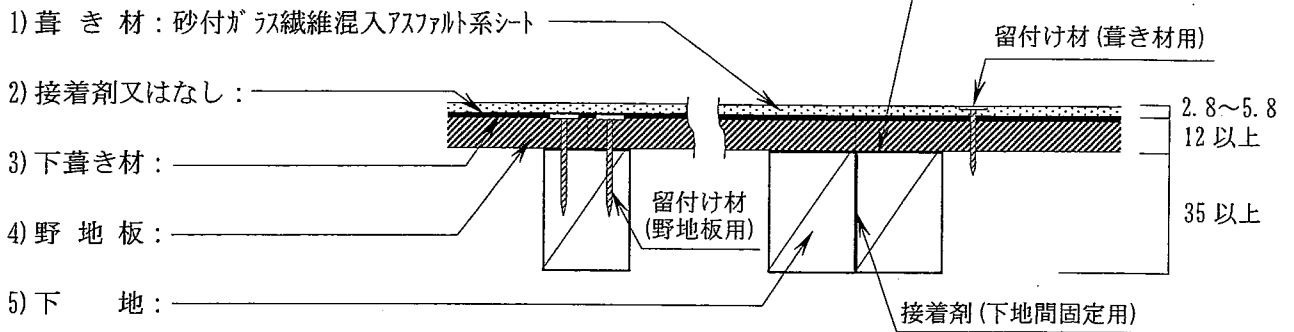 1) 葺き材：砂付ガラス繊維混入アスファルト系シート
留付け材(葺き材用)
2) 接着剤又はなし：
2.8～5.8
12以上
3) 下葺き材：
留付け材
(野地板用)
35以上
4) 野地板：
5) 下地：
接着剤(下地間固定用)